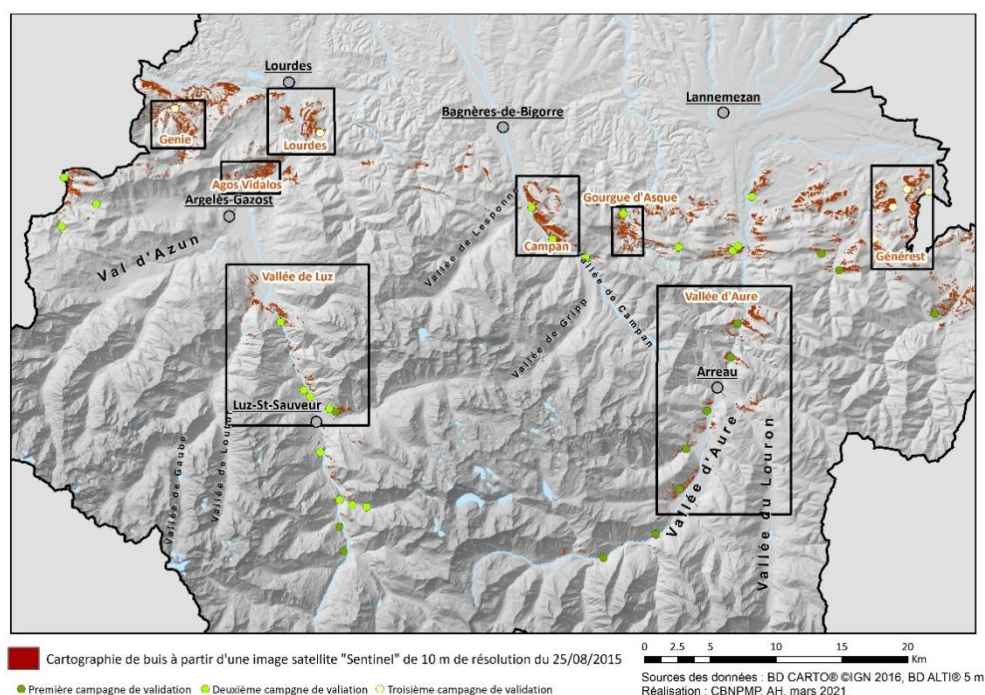 Lourdes
Lannemezan
Bagnères-de-Bigorre
Genie
Lourdes
Agos Vidalos
Argelès-Gazost
Gourgue d'Asque
Campan
Générest
Val d'Azun
Vallée de Lesponne
Vallée de Luz
Vallée de Campan
Vallée de Gripp
Vallée d'Aure
Arreau
Luz-St-Sauveur
Vallée de Gaube
Vallée d'Aure
Vallée du Louron
Cartographie de buis à partir d'une image satellite "Sentinel" de 10 m de résolution du 25/08/2015
Première campagne de validation
Deuxième campgne de valiation
Troisième campagne de validation
0 2.5 5 10 15 20
Km
Sources des données : BD CARTO® ©IGN 2016, BD ALTI® 5 m
Réalisation : CBNPMP, AH, mars 2021